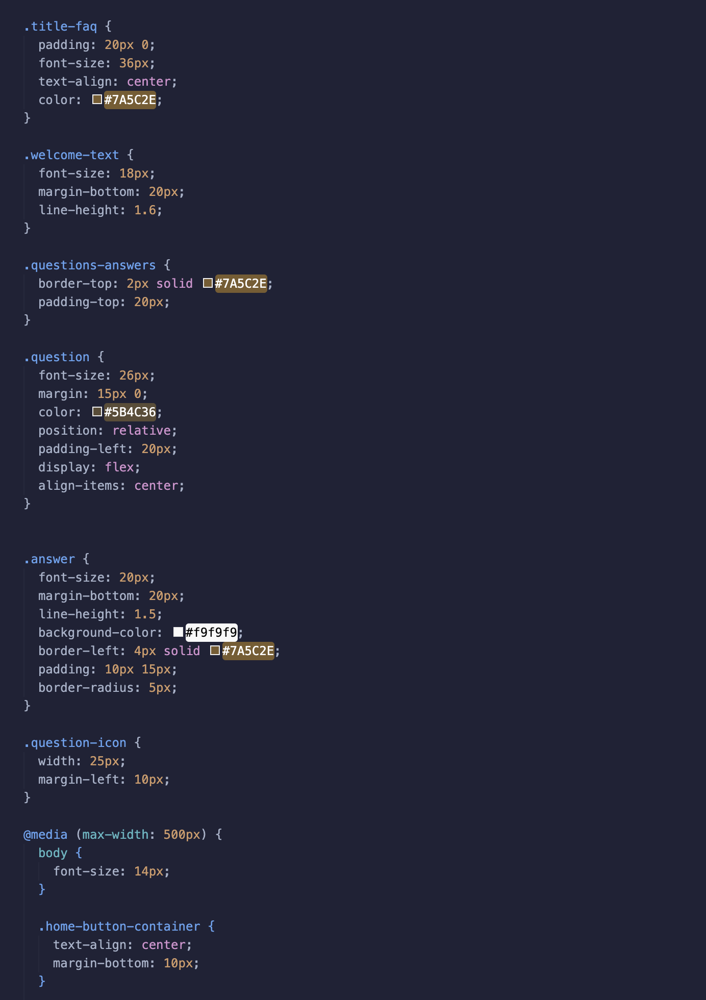 .title-faq {
  padding: 20px 0;
  font-size: 36px;
  text-align: center;
  color: #7A5C2E;
}

.welcome-text {
  font-size: 18px;
  margin-bottom: 20px;
  line-height: 1.6;
}

.questions-answers {
  border-top: 2px solid #7A5C2E;
  padding-top: 20px;
}

.question {
  font-size: 26px;
  margin: 15px 0;
  color: #5B4C36;
  position: relative;
  padding-left: 20px;
  display: flex;
  align-items: center;
}


.answer {
  font-size: 20px;
  margin-bottom: 20px;
  line-height: 1.5;
  background-color: #f9f9f9;
  border-left: 4px solid #7A5C2E;
  padding: 10px 15px;
  border-radius: 5px;
}

.question-icon {
  width: 25px;
  margin-left: 10px;
}

@media (max-width: 500px) {
  body {
    font-size: 14px;
  }

  .home-button-container {
    text-align: center;
    margin-bottom: 10px;
  }